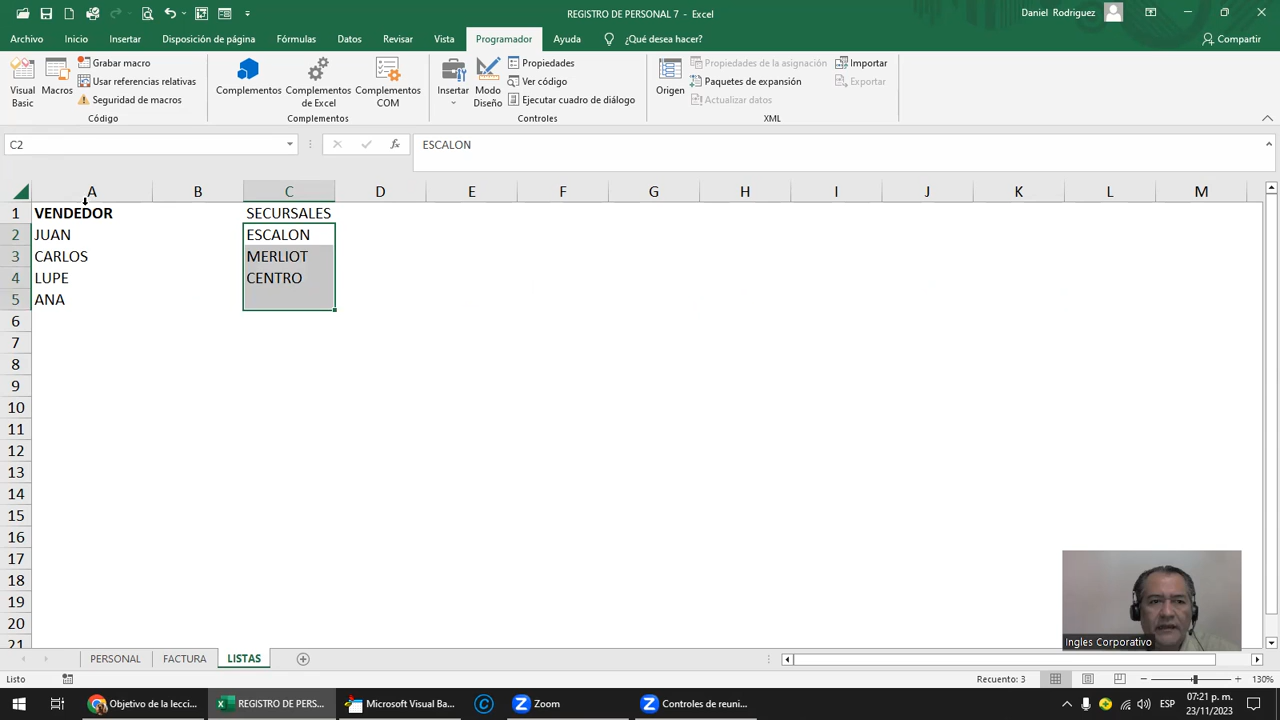 REGISTRO DE PERSONAL 7 - Excel
Daniel Rodriguez
Archivo Inicio Insertar Disposición de página Fórmulas Datos Revisar Vista Programador Ayuda ¿Qué desea hacer? Compartir
Visual Basic
Macros
Grabar macro
Usar referencias relativas
Seguridad de macros
Código
Complementos
Complementos de Excel
Complementos COM
Complementos
Insertar
Modo Diseño
Propiedades
Ver código
Ejecutar cuadro de diálogo
Controles
Origen
Propiedades de la asignación
Paquetes de expansión
Actualizar datos
Importar
Exportar
XML
C2 fx ESCALON
A B C D E F G H I J K L M
1 VENDEDOR SECURSALES
2 JUAN ESCALON
3 CARLOS MERLIOT
4 LUPE CENTRO
5 ANA
6
7
8
9
10
11
12
13
14
15
16
17
18
19
20
21
Ingles Corporativo
PERSONAL FACTURA LISTAS
Listo Recuento: 3 130%
Objetivo de la lecci... REGISTRO DE PERS... Microsoft Visual Ba... Zoom Controles de reuni... ESP 07:21 p. m.
23/11/2023